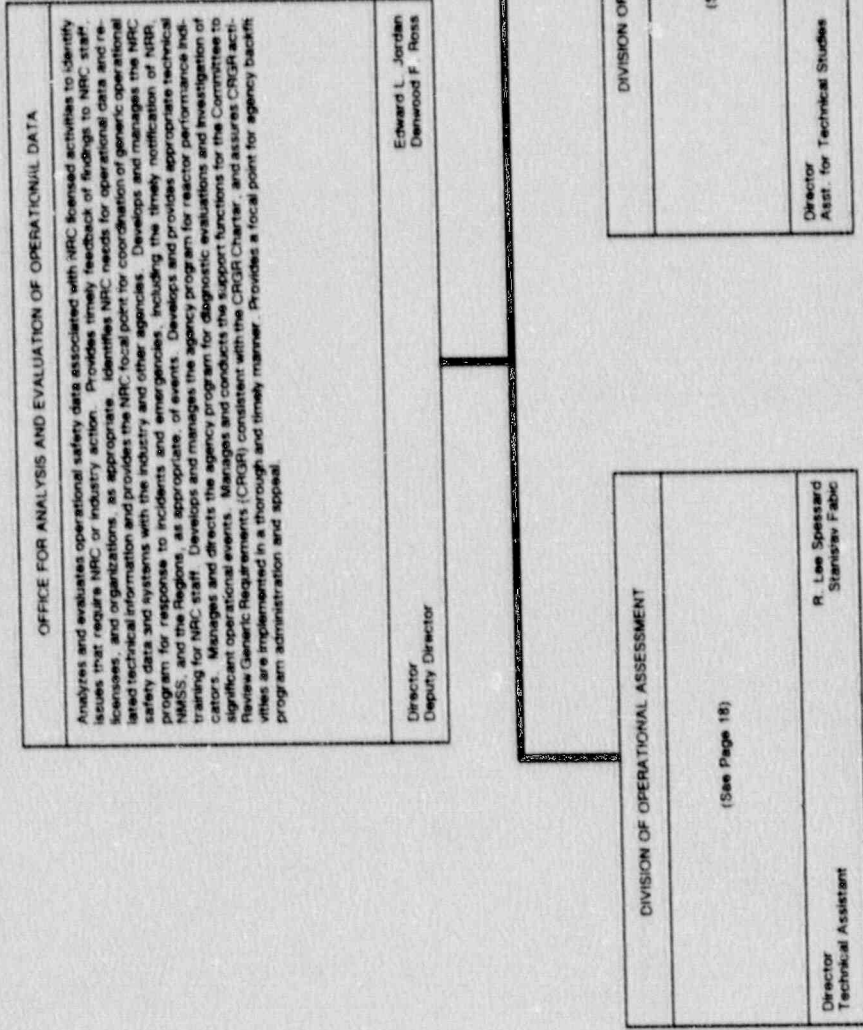 OFFICE FOR ANALYSIS AND EVALUATION OF OPERATIONAL DATA
Analyzes and evaluates operational safety data associated with NRC licensed activities to identify
issues that require NRC or industry action. Provides timely feedback of findings to NRC staff,
licensees, and organizations, as appropriate. Identifies NRC needs for operational data and re-
lated technical information and provides the NRC focal point for coordination of generic operational
safety data and systems with the industry and other agencies. Develops and manages the NRC
program for response to incidents and emergencies, including the timely notification of NRR,
NMSS, and the Regions, as appropriate, of events. Develops and provides appropriate technical
training for NRC staff. Develops and manages the agency program for reactor performance indi-
cators. Manages and directs the agency program for diagnostic evaluations and investigation of
significant operational events. Manages and conducts the support functions for the Committee to
Review Generic Requirements (CRGR) consistent with the CRGR Charter, and assures CRGR acti-
vities are implemented in a thorough and timely manner. Provides a focal point for agency backfit
program administration and appeal.
Director Edward L. Jordan
Deputy Director Denwood F. Ross
DIVISION OF OPERATIONAL ASSESSMENT
(See Page 18)
Director R. Lee Spessard
Technical Assistant Stanislav Fabic
DIVISION OF
(S
Director
Asst. for Technical Studies